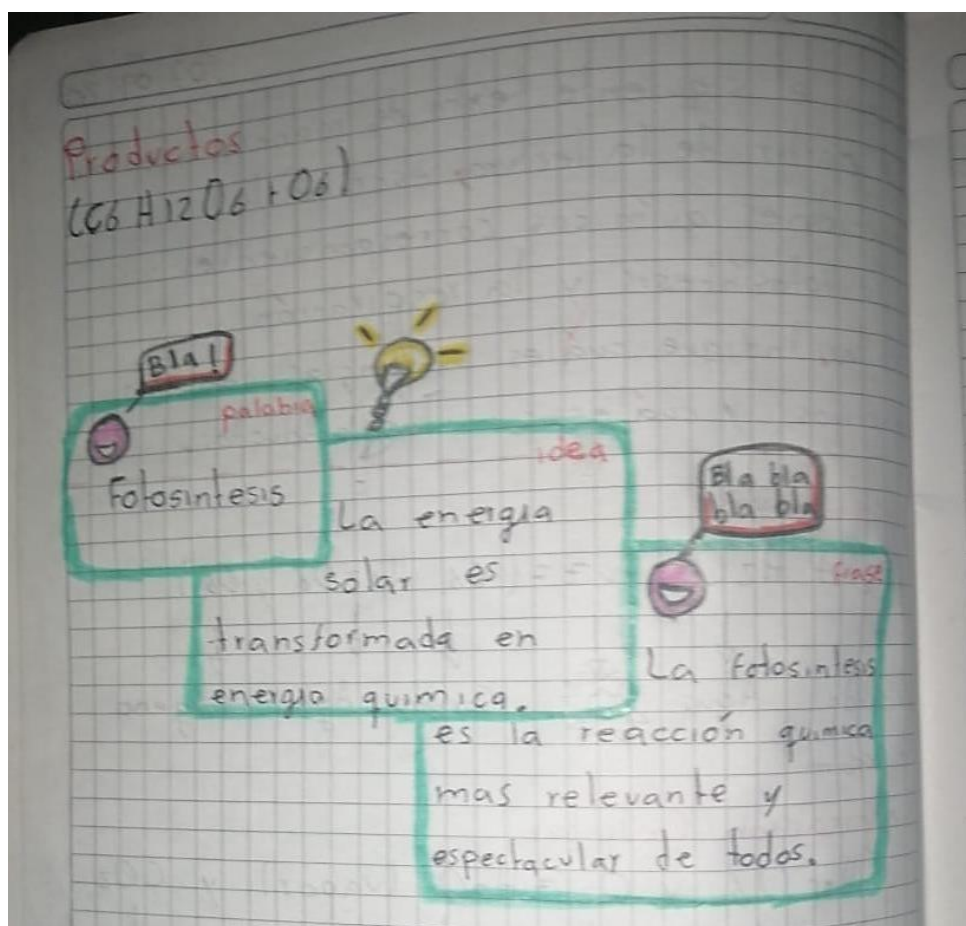 Productos
(C6 H12 O6 + O6)
Bla!
palabra
Fotosintesis
idea
La energia
solar es
transformada en
energia quimica.
Bla bla
bla bla
frase
La fotosintesis
es la reacción quimica
mas relevante y
espectacular de todos.